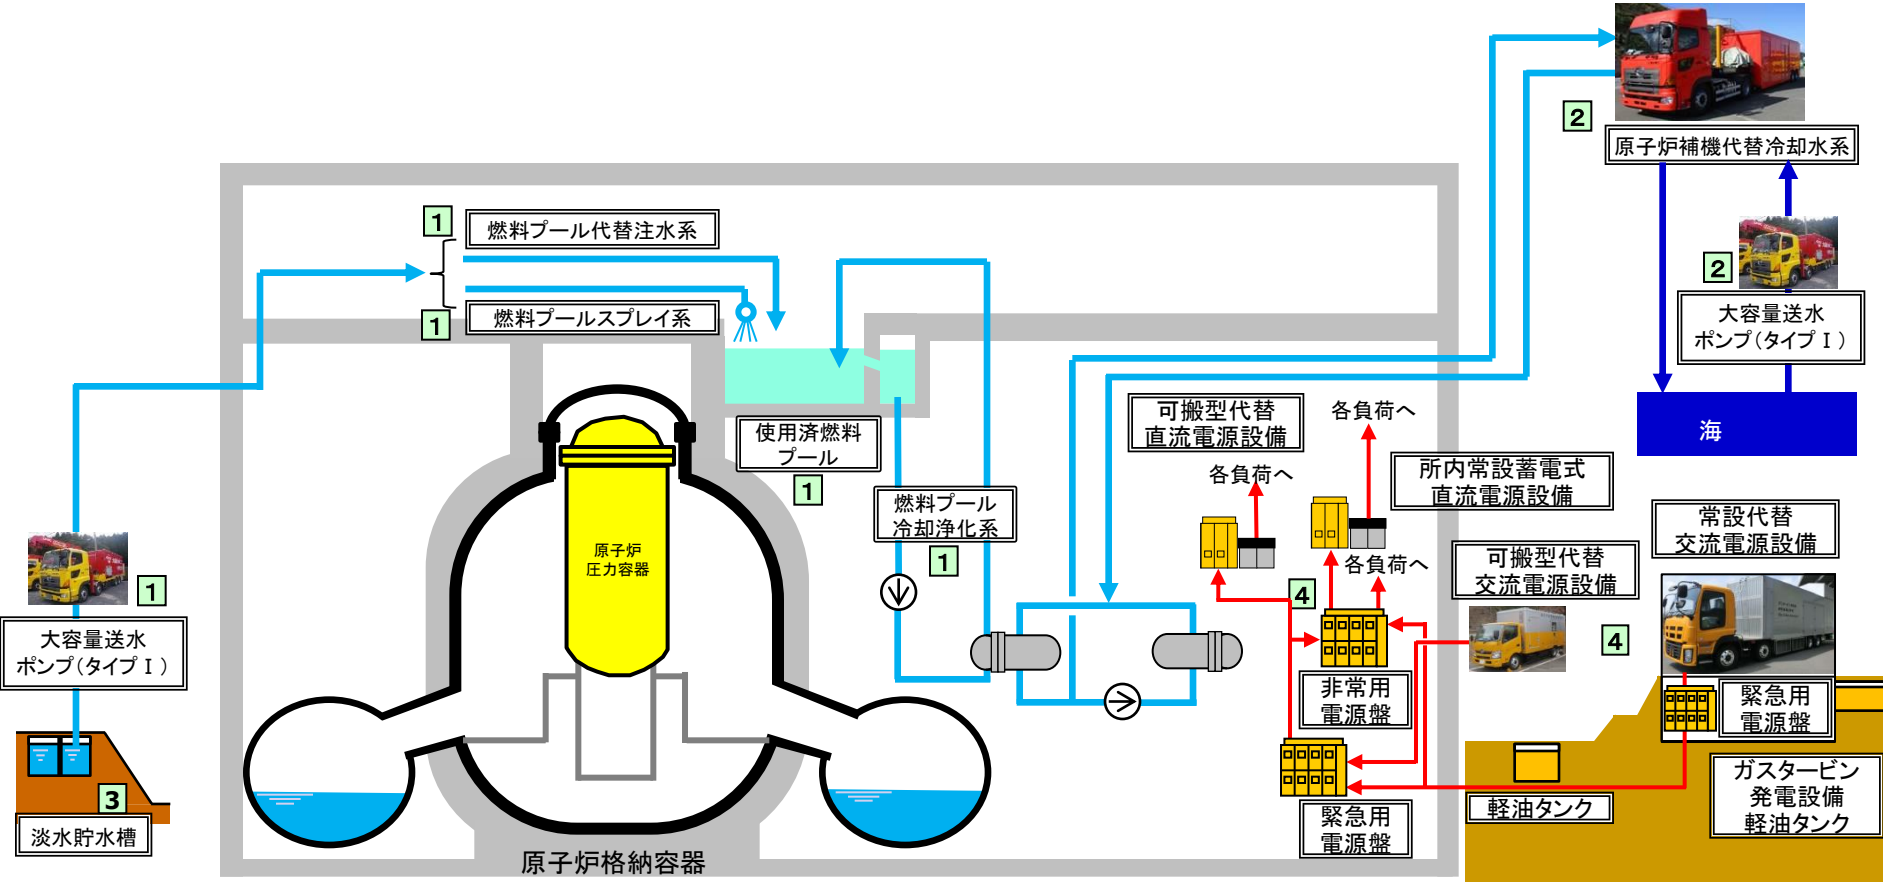 2
原子炉補機代替冷却水系
1
燃料プール代替注水系
1
燃料プールスプレイ系
2
大容量送水
ポンプ(タイプⅠ)
海
使用済燃料
プール
1
燃料プール
冷却浄化系
1
可搬型代替
直流電源設備
各負荷へ
各負荷へ
所内常設蓄電式
直流電源設備
常設代替
交流電源設備
可搬型代替
交流電源設備
各負荷へ
4
4
原子炉
圧力容器
1
大容量送水
ポンプ(タイプⅠ)
3
淡水貯水槽
非常用
電源盤
緊急用
電源盤
緊急用
電源盤
軽油タンク
ガスタービン
発電設備
軽油タンク
原子炉格納容器